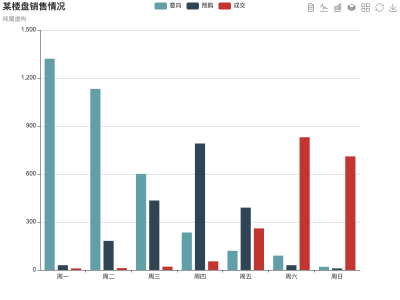 某楼盘销售情况
纯属虚构
意向 预购 成交
1,500
1,200
900
600
300
0
周一 周二 周三 周四 周五 周六 周日